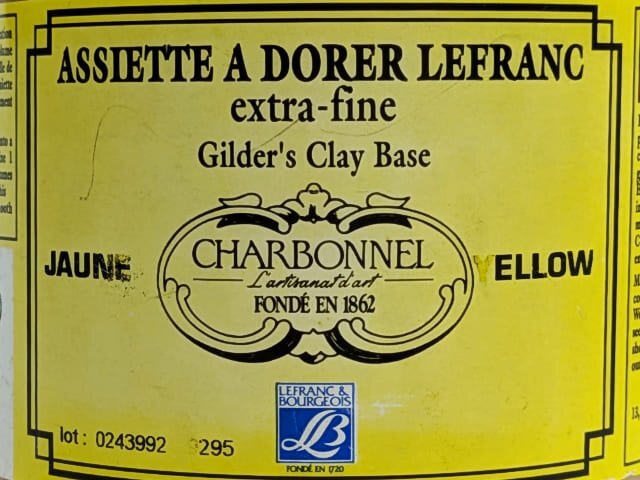 ASSIETTE A DORER LEFRANC
extra-fine
Gilder's Clay Base
CHARBONNEL
L'artisanat d'art
FONDÉ EN 1862
JAUNE
YELLOW
LEFRANC &
BOURGEOIS
LB
FONDÉ EN 1720
lot : 0243992 295